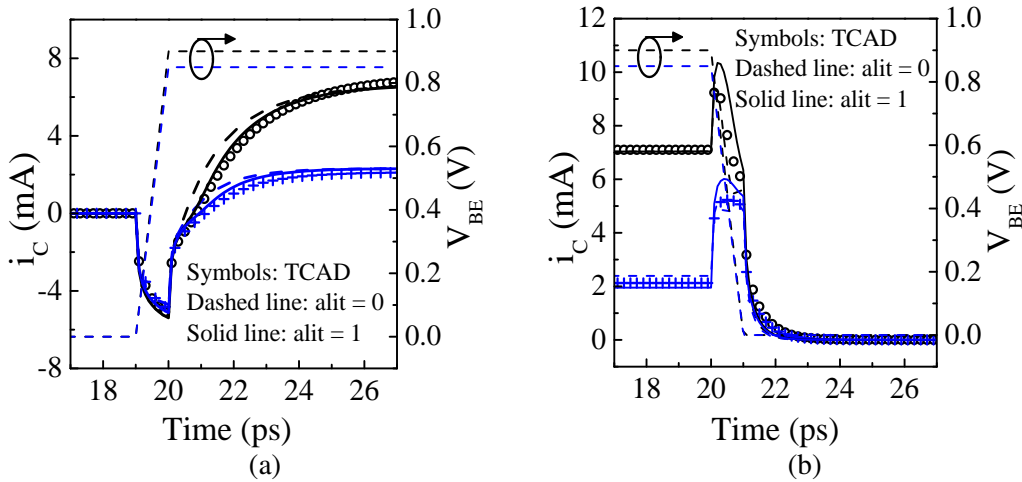 8
4
0
-4
-8
18
20
22
24
26
1.0
0.8
0.6
0.4
0.2
0.0
i_C (mA)
V_BE (V)
Time (ps)
Symbols: TCAD
Dashed line: alit = 0
Solid line: alit = 1
(a)
12
10
8
6
4
2
0
18
20
22
24
26
1.0
0.8
0.6
0.4
0.2
0.0
i_C (mA)
V_BE (V)
Time (ps)
Symbols: TCAD
Dashed line: alit = 0
Solid line: alit = 1
(b)